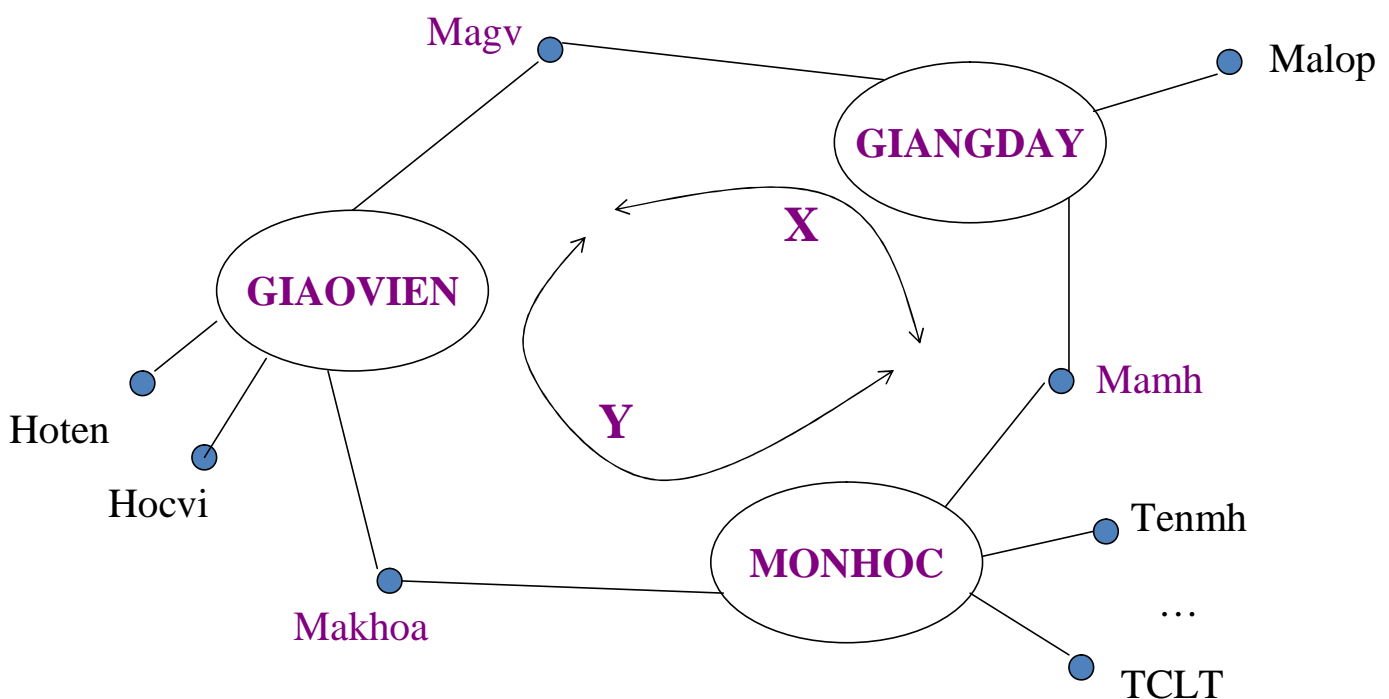 Magv
Malop
GIANGDAY
X
GIAOVIEN
Mamh
Y
Hoten
Hocvi
Tenmh
MONHOC
…
Makhoa
TCLT